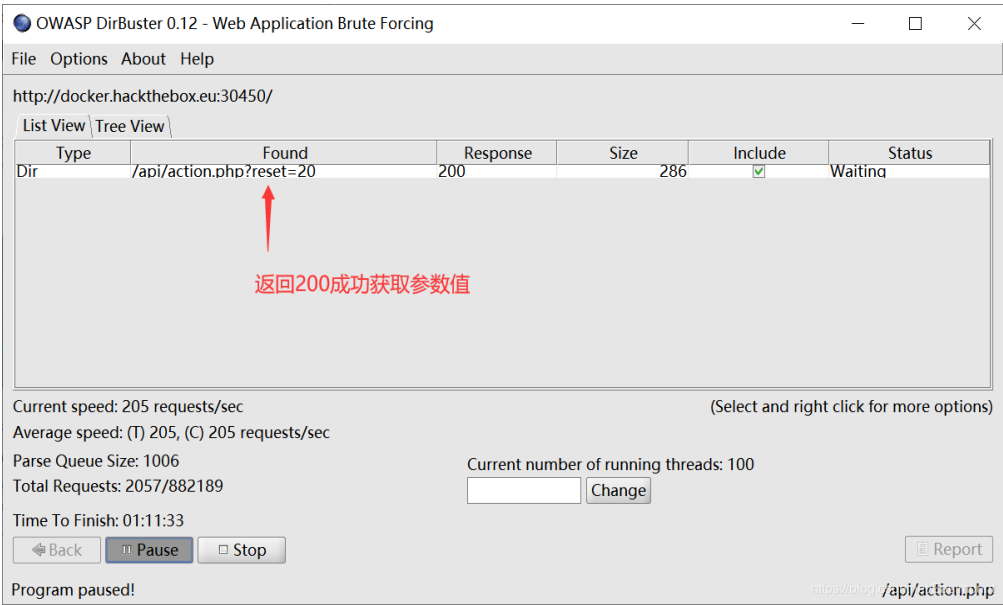 OWASP DirBuster 0.12 - Web Application Brute Forcing
File Options About Help
http://docker.hackthebox.eu:30450/
List View Tree View
Type Found Response Size Include Status
Dir /api/action.php?reset=20 200 286 Waiting
返回200成功获取参数值
Current speed: 205 requests/sec (Select and right click for more options)
Average speed: (T) 205, (C) 205 requests/sec
Parse Queue Size: 1006
Current number of running threads: 100
Total Requests: 2057/882189
Change
Time To Finish: 01:11:33
Back Pause Stop Report
Program paused! /api/action.php